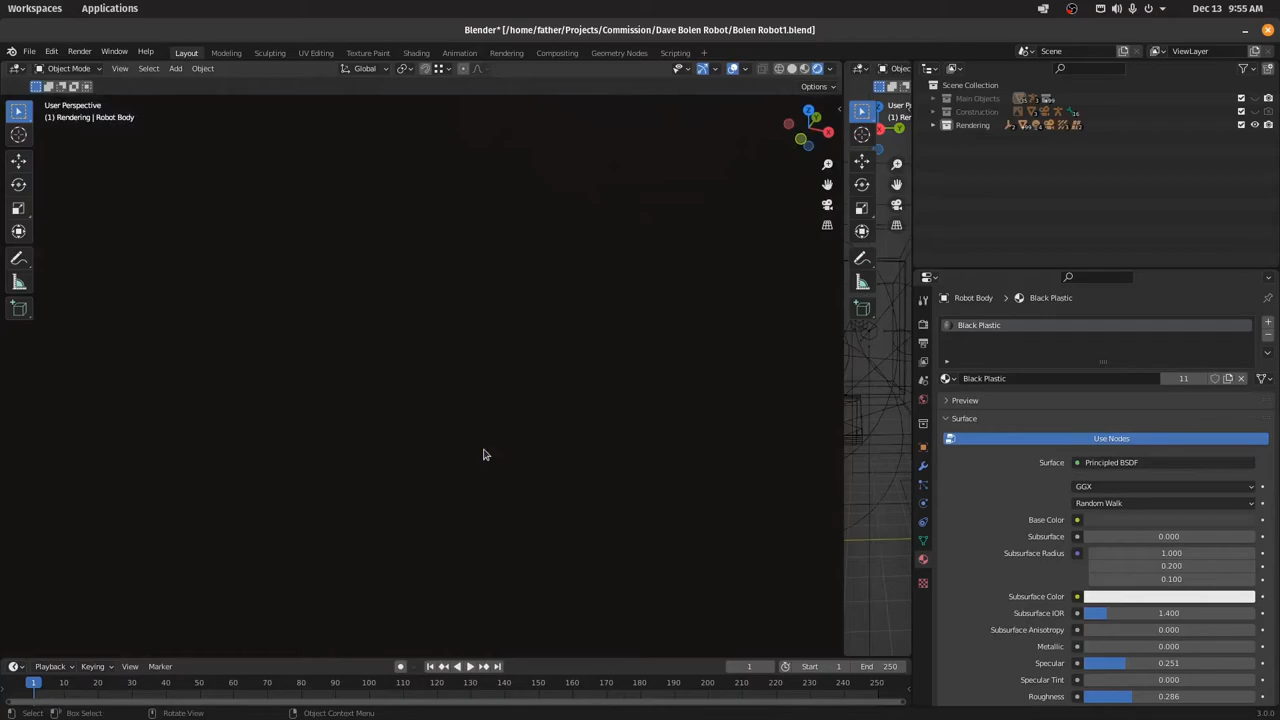 Workspaces Applications Dec 13 9:55 AM
Blender* [/home/father/Projects/Commission/Dave Bolen Robot/Bolen Robot1.blend]
File Edit Render Window Help Layout Modeling Sculpting UV Editing Texture Paint Shading Animation Rendering Compositing Geometry Nodes Scripting Scene ViewLayer
Object Mode View Select Add Object Global Objec
Options
User Perspective
(1) Rendering | Robot Body
User Pe
(1) Re
X Y
Z Y X
Scene Collection
Main Objects
Construction
Rendering
Robot Body > Black Plastic
Black Plastic
Black Plastic 11
Preview
Surface
Use Nodes
Surface Principled BSDF
GGX
Random Walk
Base Color
Subsurface 0.000
Subsurface Radius 1.000
0.200
0.100
Subsurface Color
Subsurface IOR 1.400
Subsurface Anisotropy 0.000
Metallic 0.000
Specular 0.251
Specular Tint 0.000
Roughness 0.286
Playback Keying View Marker 1 Start 1 End 250
1 10 20 30 40 50 60 70 80 90 100 110 120 130 140 150 160 170 180 190 200 210 220 230 240 250
Select Box Select Rotate View Object Context Menu 3.0.0